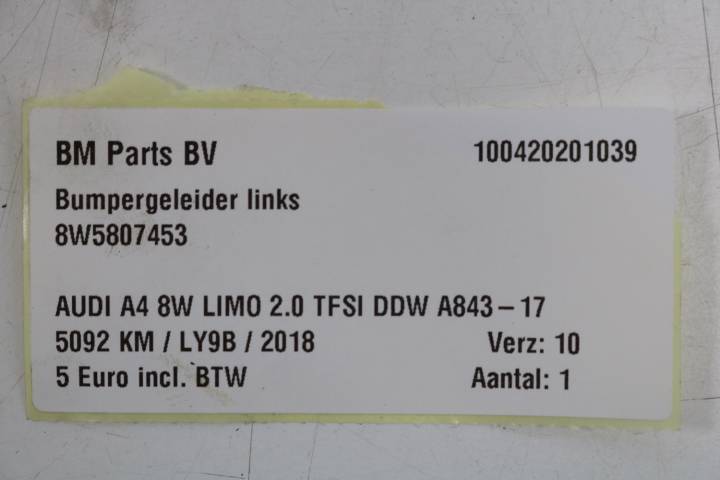 BM Parts BV 100420201039
Bumpergeleider links
8W5807453
AUDI A4 8W LIMO 2.0 TFSI DDW A843-17
5092 KM / LY9B / 2018 Verz: 10
5 Euro incl. BTW Aantal: 1